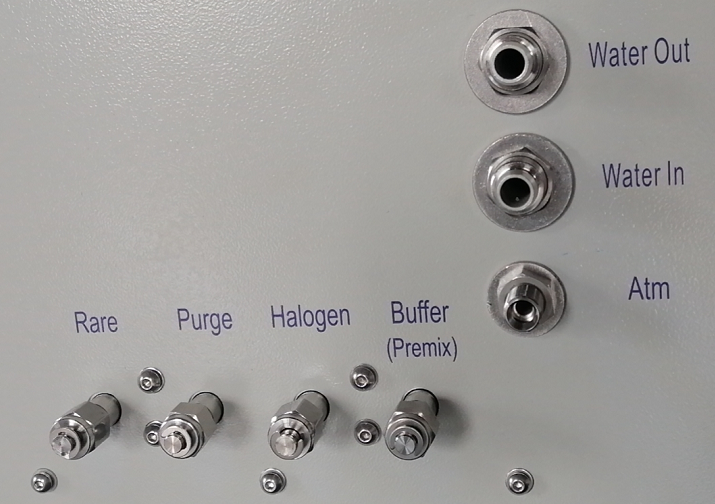 Water Out
Water In
Atm
Rare
Purge
Halogen
Buffer
(Premix)